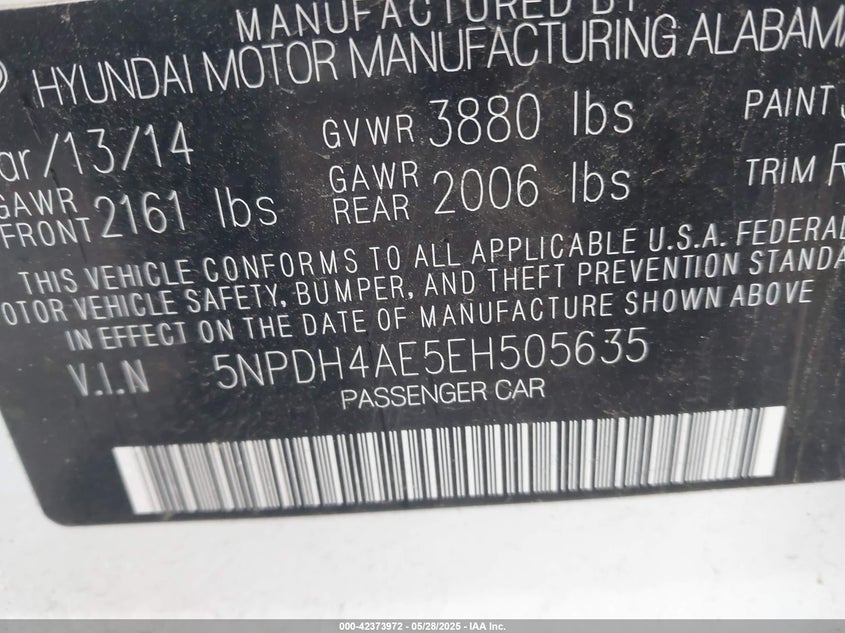 MANUFACTURED BY
HYUNDAI MOTOR MANUFACTURING ALABAMA
ar/13/14 GVWR 3880 lbs PAINT
GAWR FRONT 2161 lbs GAWR REAR 2006 lbs TRIM R
THIS VEHICLE CONFORMS TO ALL APPLICABLE U.S.A. FEDERAL
OTOR VEHICLE SAFETY, BUMPER, AND THEFT PREVENTION STANDA
IN EFFECT ON THE DATE OF MANUFACTURE SHOWN ABOVE
V.I.N 5NPDH4AE5EH505635
PASSENGER CAR
000-42373972 - 05/28/2025 - IAA Inc.